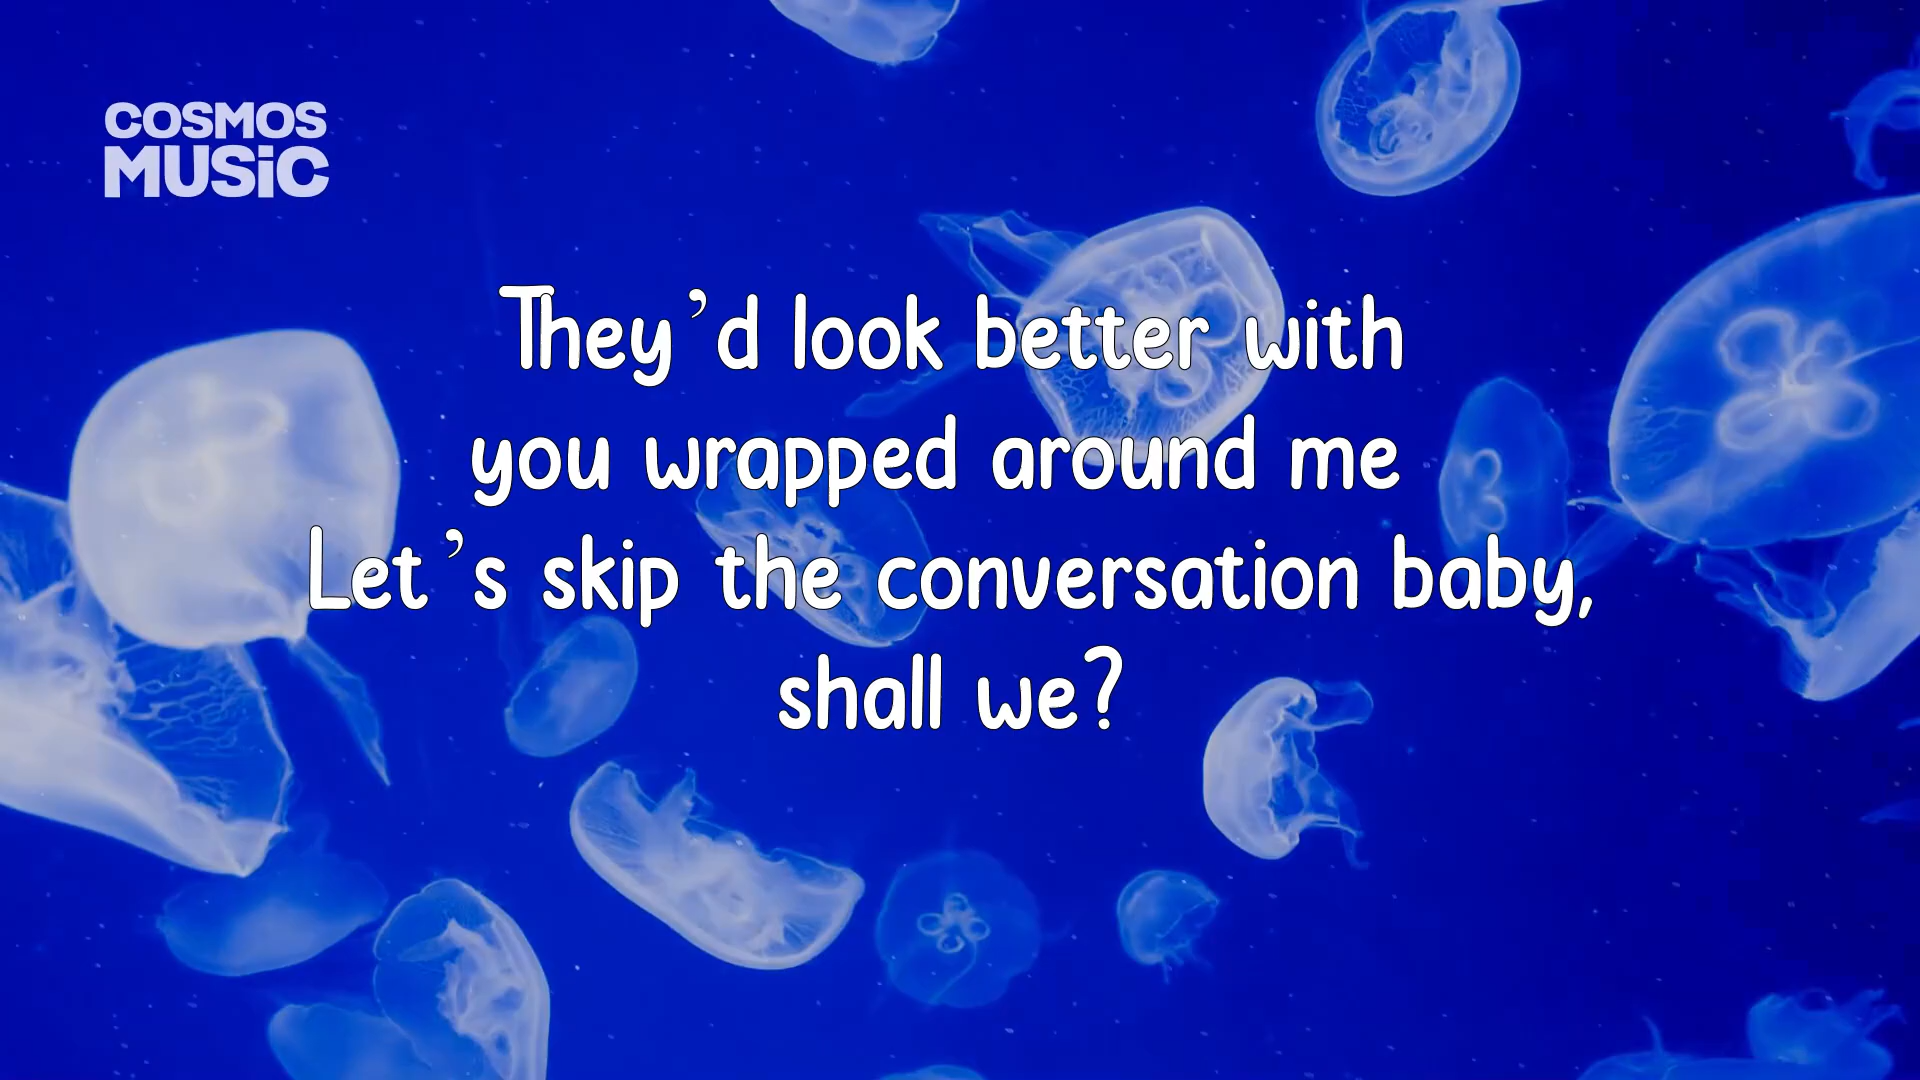 COSMOS
MUSiC
They’d look better with
you wrapped around me
Let’s skip the conversation baby,
shall we?